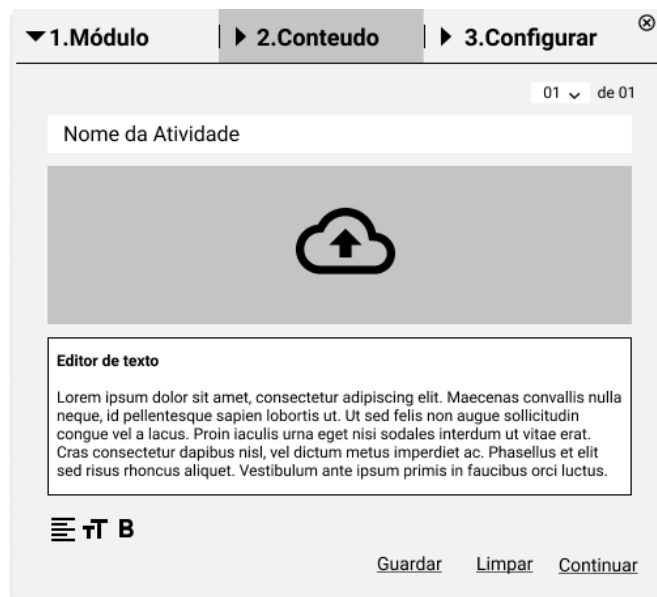 1.Módulo 2.Conteudo 3.Configurar
01 de 01
Nome da Atividade
Editor de texto
Lorem ipsum dolor sit amet, consectetur adipiscing elit. Maecenas convallis nulla
neque, id pellentesque sapien lobortis ut. Ut sed felis non augue sollicitudin
congue vel a lacus. Proin iaculis urna eget nisi sodales interdum ut vitae erat.
Cras consectetur dapibus nisl, vel dictum metus imperdiet ac. Phasellus et elit
sed risus rhoncus aliquet. Vestibulum ante ipsum primis in faucibus orci luctus.
TT B
Guardar Limpar Continuar